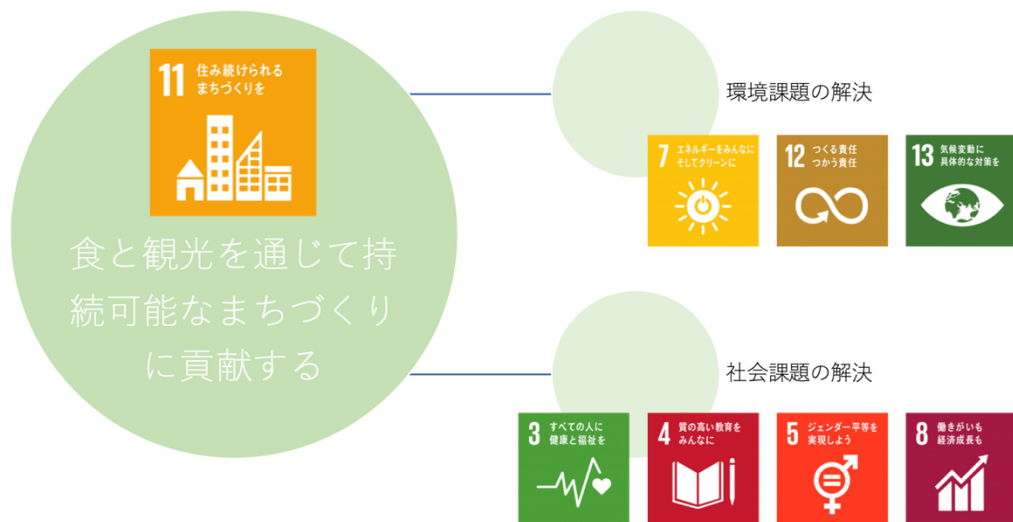 11 住み続けられる
まちづくりを
食と観光を通じて持
続可能なまちづくり
に貢献する
環境課題の解決
7 エネルギーをみんなに
そしてクリーンに
12 つくる責任
つかう責任
13 気候変動に
具体的な対策を
社会課題の解決
3 すべての人に
健康と福祉を
4 質の高い教育を
みんなに
5 ジェンダー平等を
実現しよう
8 働きがいも
経済成長も